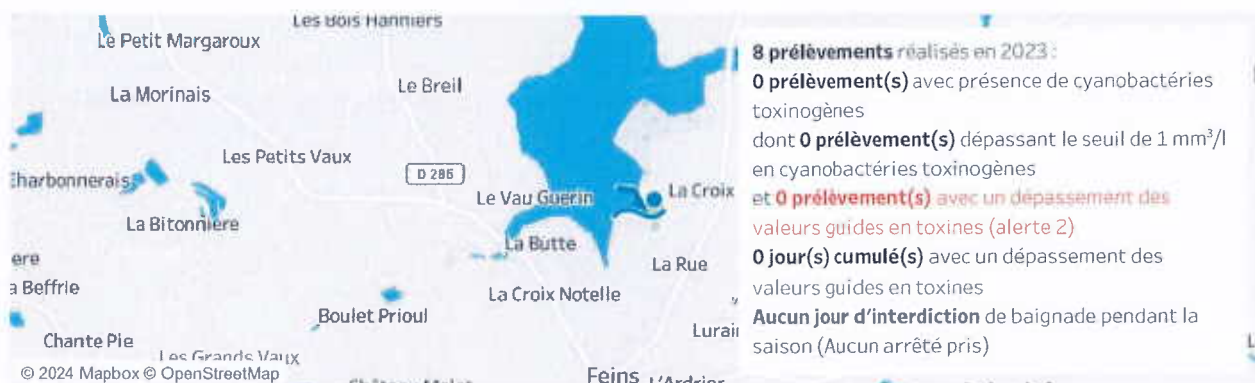 Les Bois Hanniers
Le Petit Margaroux
La Morinais
Le Breil
Les Petits Vaux
D 286
Charbonnerais
Le Vau Guerin
La Croix
La Bitonnière
La Butte
ere
La Rue
a Beffrie
La Croix Notelle
Boulet Prioul
Lurair
Chante Pie
Les Grands Vaux
© 2024 Mapbox © OpenStreetMap
Feins
L'Ardrier
8 prélèvements réalisés en 2023 :
0 prélèvement(s) avec présence de cyanobactéries
toxinogènes
dont 0 prélèvement(s) dépassant le seuil de 1 mm³/l
en cyanobactéries toxinogènes
et 0 prélèvement(s) avec un dépassement des
valeurs guides en toxines (alerte 2)
0 jour(s) cumulé(s) avec un dépassement des
valeurs guides en toxines
Aucun jour d'interdiction de baignade pendant la
saison (Aucun arrêté pris)